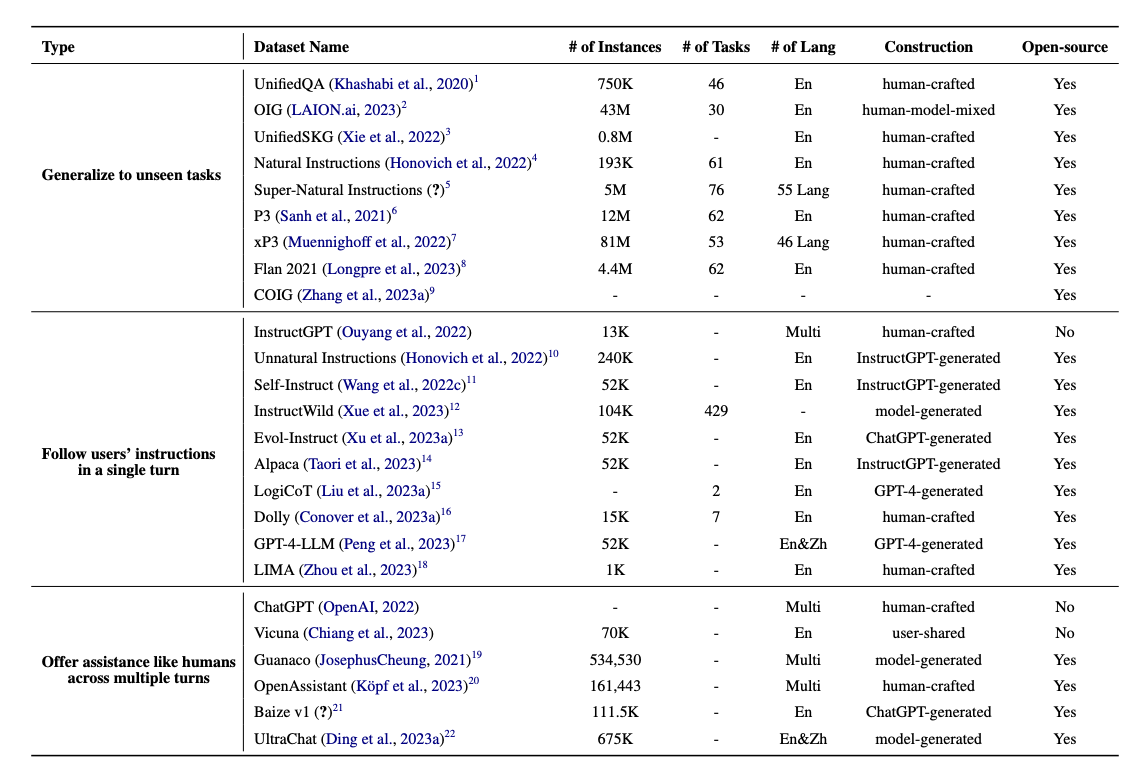 Type Dataset Name # of Instances # of Tasks # of Lang Construction Open-source
Generalize to unseen tasks
UnifiedQA (Khashabi et al., 2020)1 750K 46 En human-crafted Yes
OIG (LAION.ai, 2023)2 43M 30 En human-model-mixed Yes
UnifiedSKG (Xie et al., 2022)3 0.8M - En human-crafted Yes
Natural Instructions (Honovich et al., 2022)4 193K 61 En human-crafted Yes
Super-Natural Instructions (?)5 5M 76 55 Lang human-crafted Yes
P3 (Sanh et al., 2021)6 12M 62 En human-crafted Yes
xP3 (Muennighoff et al., 2022)7 81M 53 46 Lang human-crafted Yes
Flan 2021 (Longpre et al., 2023)8 4.4M 62 En human-crafted Yes
COIG (Zhang et al., 2023a)9 - - - - Yes
Follow users’ instructions
in a single turn
InstructGPT (Ouyang et al., 2022) 13K - Multi human-crafted No
Unnatural Instructions (Honovich et al., 2022)10 240K - En InstructGPT-generated Yes
Self-Instruct (Wang et al., 2022c)11 52K - En InstructGPT-generated Yes
InstructWild (Xue et al., 2023)12 104K 429 - model-generated Yes
Evol-Instruct (Xu et al., 2023a)13 52K - En ChatGPT-generated Yes
Alpaca (Taori et al., 2023)14 52K - En InstructGPT-generated Yes
LogiCoT (Liu et al., 2023a)15 - 2 En GPT-4-generated Yes
Dolly (Conover et al., 2023a)16 15K 7 En human-crafted Yes
GPT-4-LLM (Peng et al., 2023)17 52K - En&Zh GPT-4-generated Yes
LIMA (Zhou et al., 2023)18 1K - En human-crafted Yes
Offer assistance like humans
across multiple turns
ChatGPT (OpenAI, 2022) - - Multi human-crafted No
Vicuna (Chiang et al., 2023) 70K - En user-shared No
Guanaco (JosephusCheung, 2021)19 534,530 - Multi model-generated Yes
OpenAssistant (Köpf et al., 2023)20 161,443 - Multi human-crafted Yes
Baize v1 (?)21 111.5K - En ChatGPT-generated Yes
UltraChat (Ding et al., 2023a)22 675K - En&Zh model-generated Yes